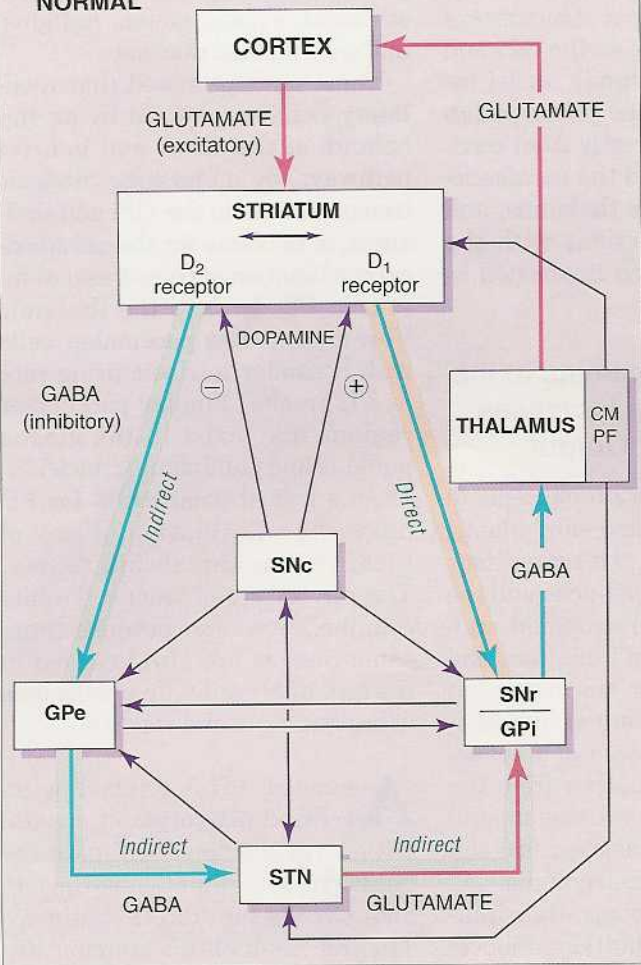 NORMAL
CORTEX
GLUTAMATE
(excitatory)
GLUTAMATE
STRIATUM
D2
receptor
D1
receptor
DOPAMINE
−
+
GABA
(inhibitory)
Indirect
Direct
THALAMUS
CM
PF
SNc
GABA
GPe
SNr
GPi
Indirect
GABA
STN
Indirect
GLUTAMATE